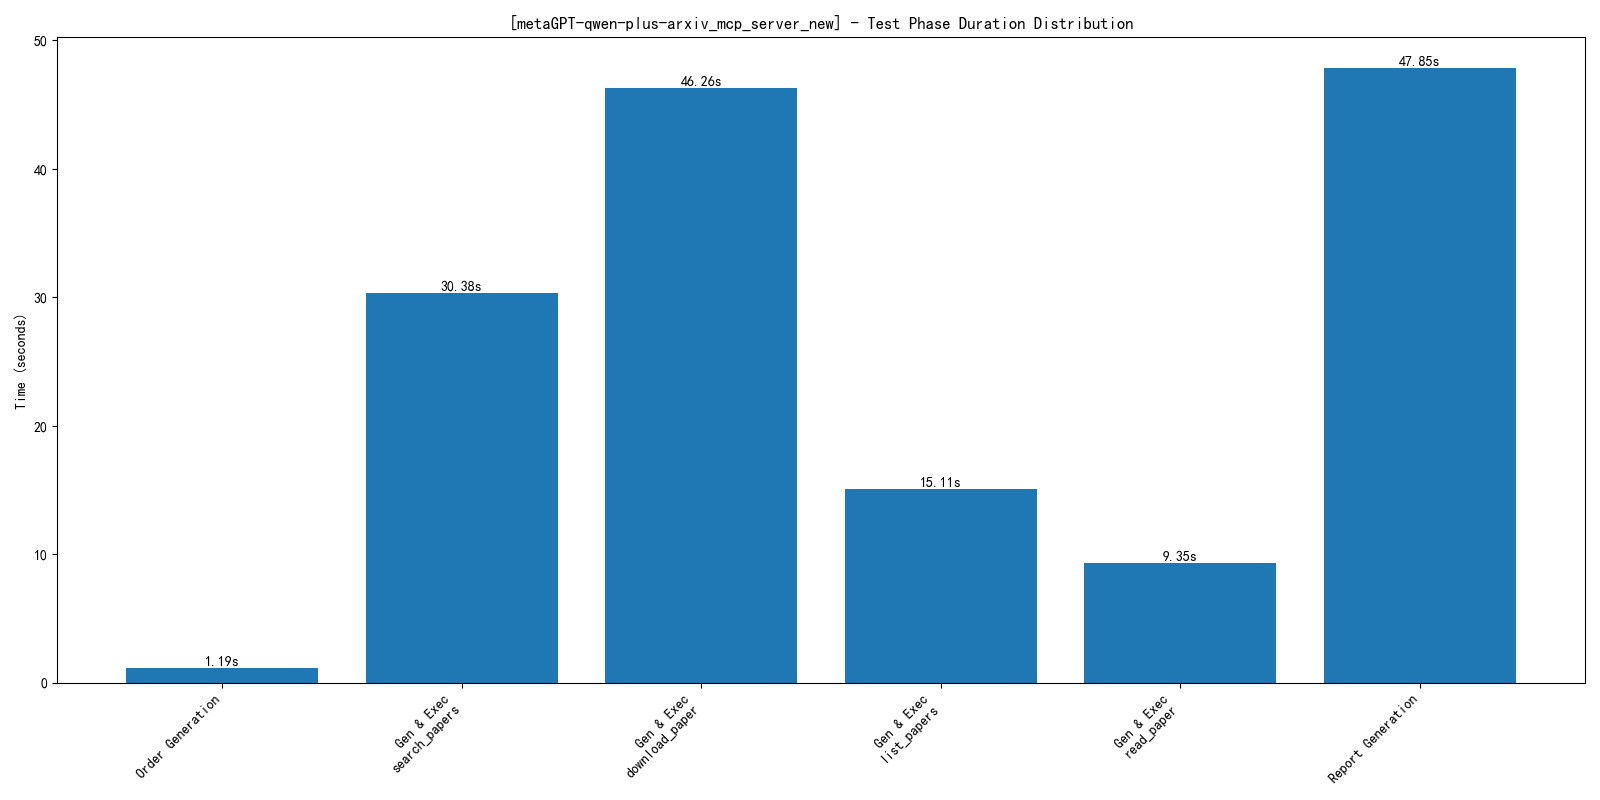 [metaGPT-qwen-plus-arxiv_mcp_server_new] - Test Phase Duration Distribution
Time (seconds)
50
40
30
20
10
0
1.19s
30.38s
46.26s
15.11s
9.35s
47.85s
Order Generation
Gen & Exec
search_papers
Gen & Exec
download_paper
Gen & Exec
list_papers
Gen & Exec
read_paper
Report Generation